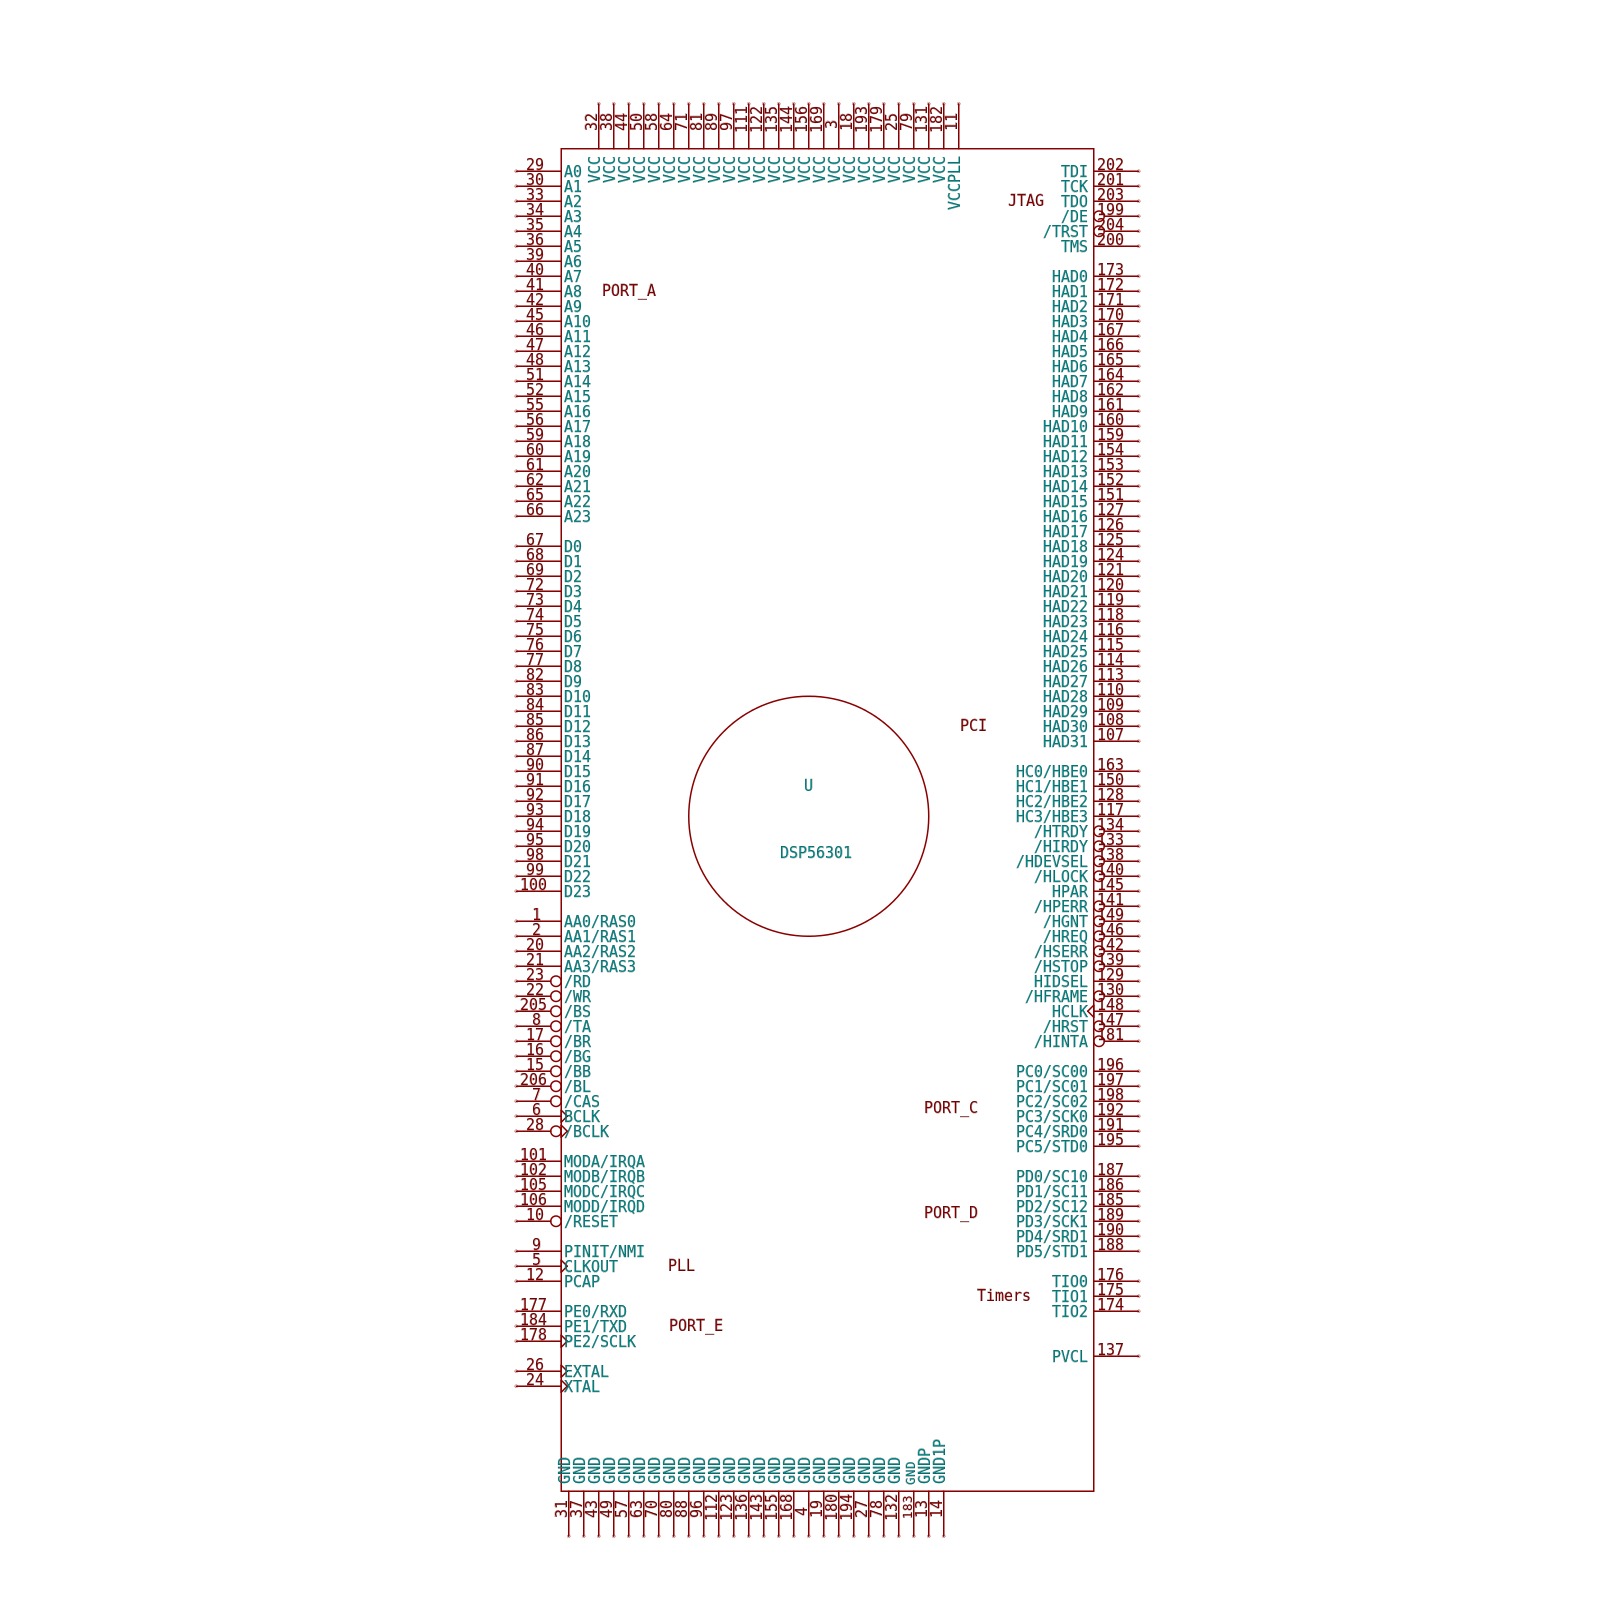 32 38 44 50 58 64 71 81 89 97 111 122 135 144 156 169 3 18 193 179 25 79 131 182 11
VCC VCC VCC VCC VCC VCC VCC VCC VCC VCC VCC VCC VCC VCC VCC VCC VCC VCC VCC VCC VCC VCC VCC VCC VCCPLL
29 A0 TDI 202
30 A1 TCK 201
33 A2 JTAG TDO 203
34 A3 /DE 199
35 A4 /TRST 204
36 A5 TMS 200
39 A6
40 A7 HAD0 173
41 A8 PORT_A HAD1 172
42 A9 HAD2 171
45 A10 HAD3 170
46 A11 HAD4 167
47 A12 HAD5 166
48 A13 HAD6 165
51 A14 HAD7 164
52 A15 HAD8 162
55 A16 HAD9 161
56 A17 HAD10 160
59 A18 HAD11 159
60 A19 HAD12 154
61 A20 HAD13 153
62 A21 HAD14 152
65 A22 HAD15 151
66 A23 HAD16 127
HAD17 126
67 D0 HAD18 125
68 D1 HAD19 124
69 D2 HAD20 121
72 D3 HAD21 120
73 D4 HAD22 119
74 D5 HAD23 118
75 D6 HAD24 116
76 D7 HAD25 115
77 D8 HAD26 114
82 D9 HAD27 113
83 D10 HAD28 110
84 D11 HAD29 109
85 D12 PCI HAD30 108
86 D13 HAD31 107
87 D14
90 D15 HC0/HBE0 163
91 D16 U HC1/HBE1 150
92 D17 HC2/HBE2 128
93 D18 HC3/HBE3 117
94 D19 /HTRDY 134
95 D20 DSP56301 /HIRDY 133
98 D21 /HDEVSEL 138
99 D22 /HLOCK 140
100 D23 HPAR 145
/HPERR 141
1 AA0/RAS0 /HGNT 149
2 AA1/RAS1 /HREQ 146
20 AA2/RAS2 /HSERR 142
21 AA3/RAS3 /HSTOP 139
23 /RD HIDSEL 129
22 /WR /HFRAME 130
205 /BS HCLK 148
8 /TA /HRST 147
17 /BR /HINTA 181
16 /BG
15 /BB PC0/SC00 196
206 /BL PC1/SC01 197
7 /CAS PORT_C PC2/SC02 198
6 BCLK PC3/SCK0 192
28 /BCLK PC4/SRD0 191
PC5/STD0 195
101 MODA/IRQA
102 MODB/IRQB PD0/SC10 187
105 MODC/IRQC PD1/SC11 186
106 MODD/IRQD PORT_D PD2/SC12 185
10 /RESET PD3/SCK1 189
PD4/SRD1 190
9 PINIT/NMI PD5/STD1 188
5 CLKOUT PLL
12 PCAP TIO0 176
Timers TIO1 175
177 PE0/RXD TIO2 174
184 PE1/TXD PORT_E
178 PE2/SCLK
PVCL 137
26 EXTAL
24 XTAL
GND GND GND GND GND GND GND GND GND GND GND GND GND GND GND GND GND GND GND GND GND GND GND GND GNDP GND1P
31 37 43 49 57 63 70 80 88 96 112 123 136 143 155 168 4 19 180 194 27 78 132 183 13 14